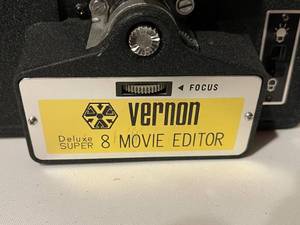 ◄ FOCUS
vernon
Deluxe
SUPER 8 MOVIE EDITOR